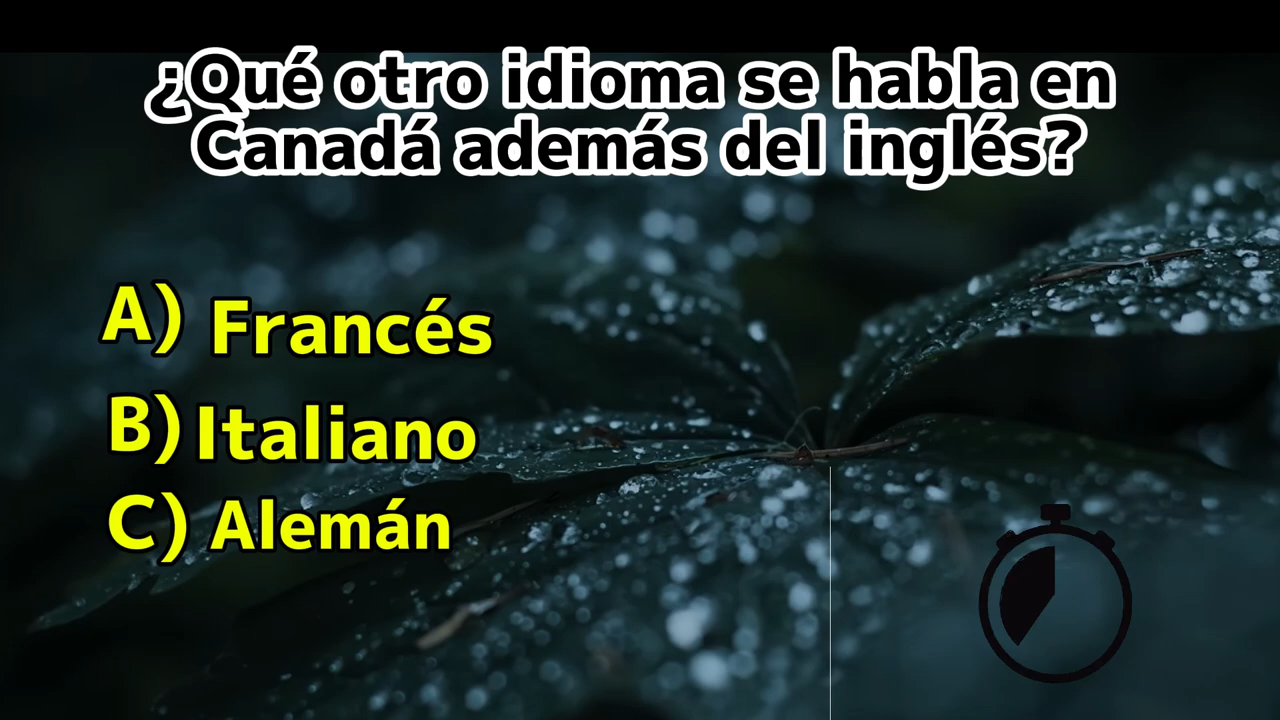 ¿Qué otro idioma se habla en
Canadá además del inglés?
A) Francés
B) Italiano
C) Alemán